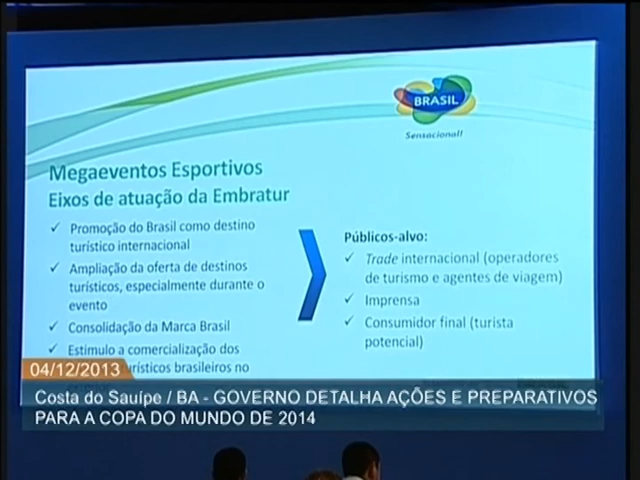 BRASIL
Sensacional!
Megaeventos Esportivos
Eixos de atuação da Embratur
✓ Promoção do Brasil como destino
turístico internacional
✓ Ampliação da oferta de destinos
turísticos, especialmente durante o
evento
✓ Consolidação da Marca Brasil
✓ Estimulo a comercialização dos
urísticos brasileiros no
Públicos-alvo:
✓ Trade internacional (operadores
de turismo e agentes de viagem)
✓ Imprensa
✓ Consumidor final (turista
potencial)
04/12/2013
Costa do Sauípe / BA - GOVERNO DETALHA AÇÕES E PREPARATIVOS
PARA A COPA DO MUNDO DE 2014